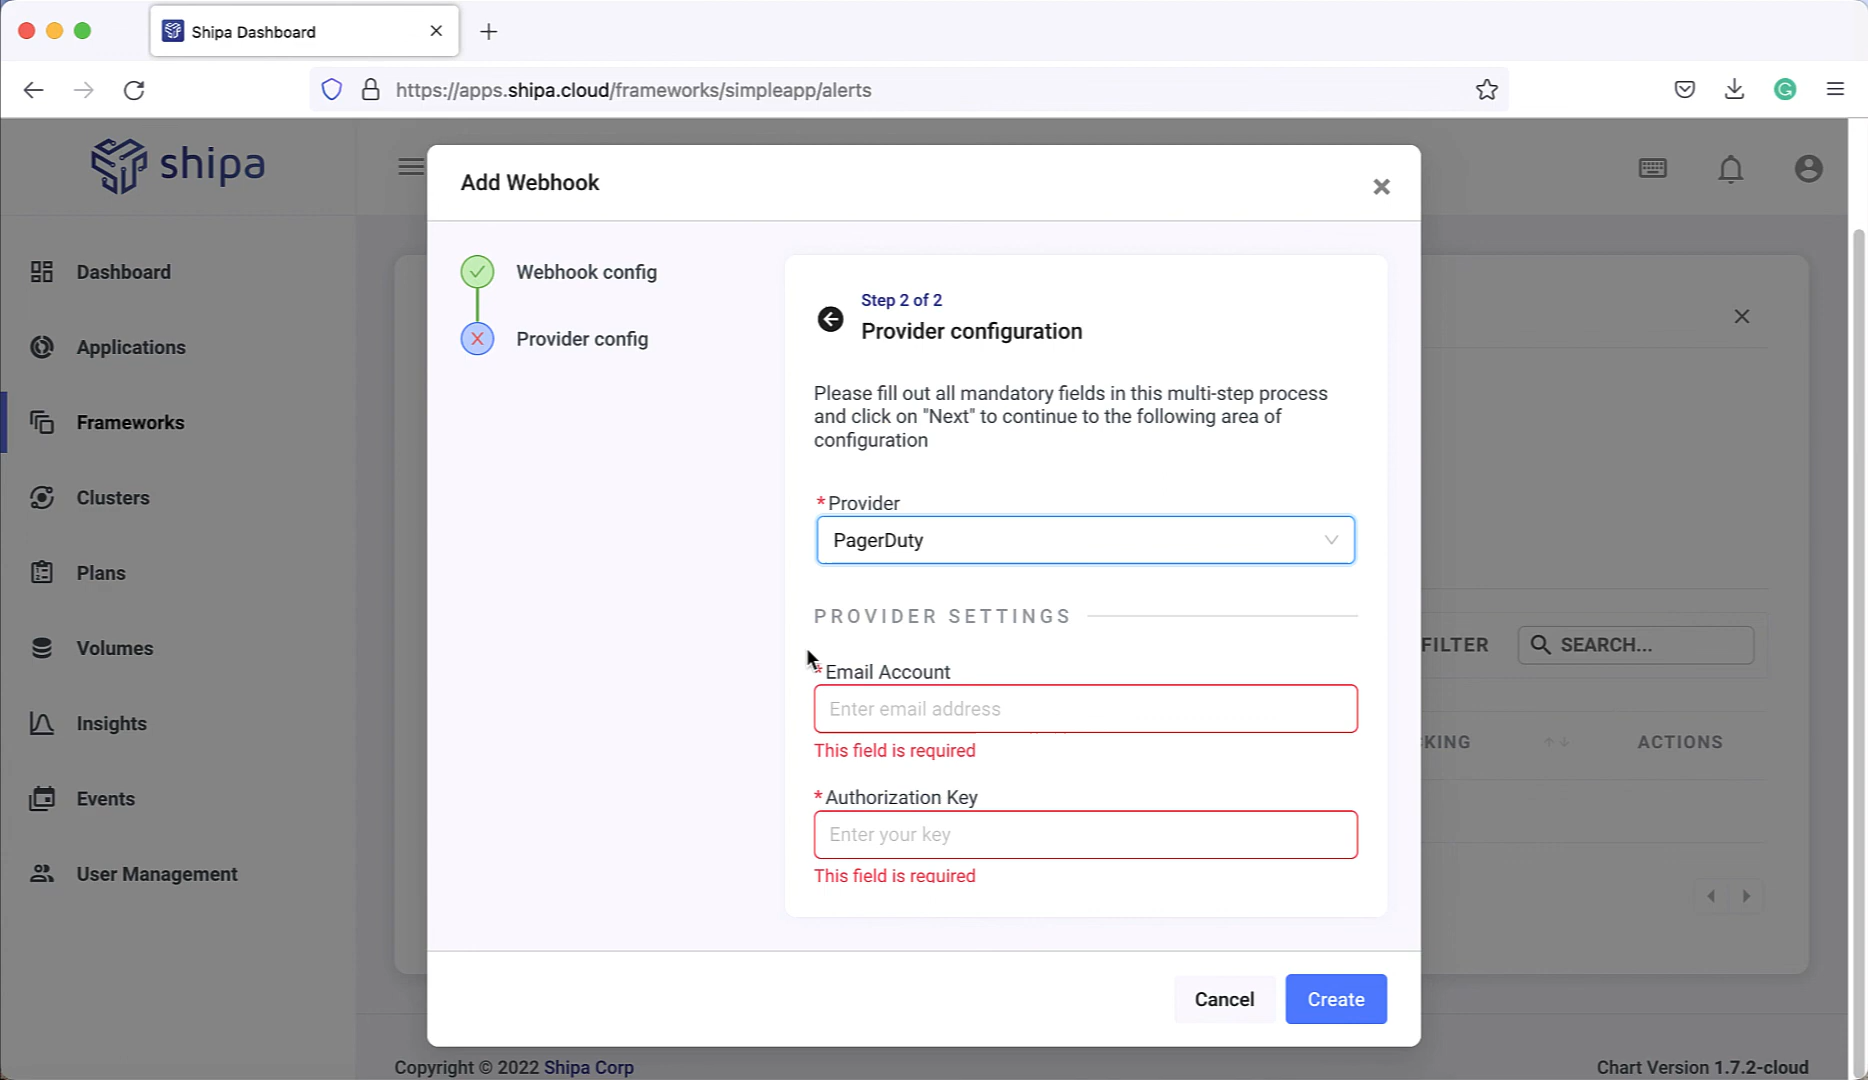 Shipa Dashboard
https://apps.shipa.cloud/frameworks/simpleapp/alerts
shipa
Add Webhook
Dashboard
Applications
Frameworks
Clusters
Plans
Volumes
Insights
Events
User Management
Webhook config
Provider config
Step 2 of 2
Provider configuration
Please fill out all mandatory fields in this multi-step process
and click on "Next" to continue to the following area of
configuration
*Provider
PagerDuty
PROVIDER SETTINGS
*Email Account
Enter email address
This field is required
*Authorization Key
Enter your key
This field is required
Cancel
Create
FILTER
SEARCH...
KING
ACTIONS
Copyright © 2022 Shipa Corp
Chart Version 1.7.2-cloud